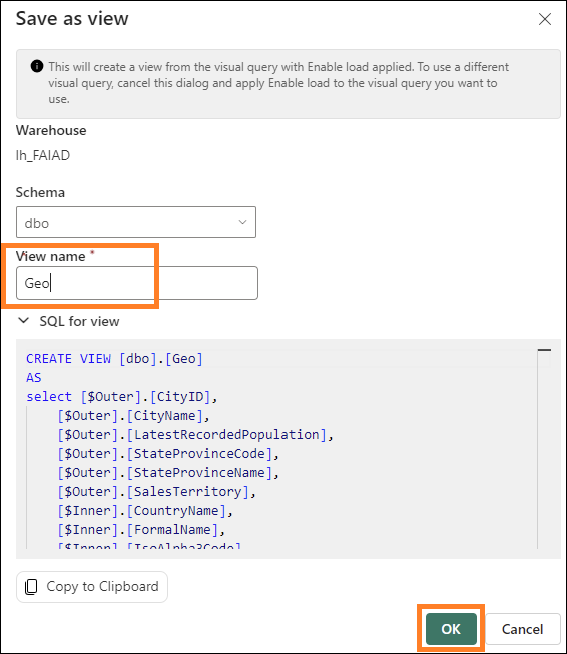 Save as view
This will create a view from the visual query with Enable load applied. To use a different
visual query, cancel this dialog and apply Enable load to the visual query you want to
use.
Warehouse
lh_FAIAD
Schema
dbo
View name *
Geo
SQL for view
CREATE VIEW [dbo].[Geo]
AS
select [$Outer].[CityID],
[$Outer].[CityName],
[$Outer].[LatestRecordedPopulation],
[$Outer].[StateProvinceCode],
[$Outer].[StateProvinceName],
[$Outer].[SalesTerritory],
[$Inner].[CountryName],
[$Inner].[FormalName],
[$Inner].[IsoAlpha3Code]
Copy to Clipboard
OK Cancel